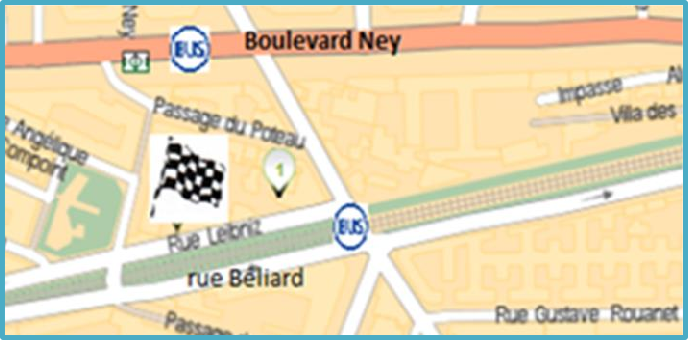 Ney
BUS
Boulevard Ney
Impasse
Villa des
Passage du Poteau
Angélique
Compoint
1
Rue Leibniz
BUS
rue Béliard
Rue Gustave Rouanet
Passage